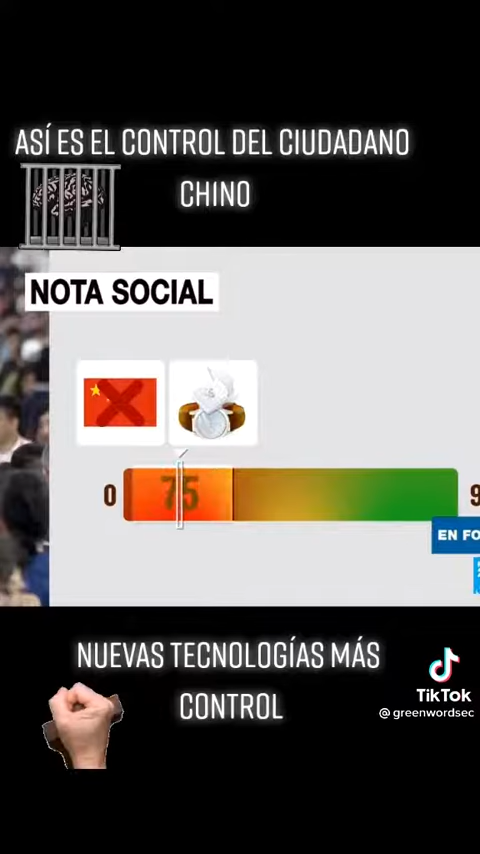 ASÍ ES EL CONTROL DEL CIUDADANO
CHINO
NOTA SOCIAL
0
75
9
EN FO
NUEVAS TECNOLOGÍAS MÁS
CONTROL
TikTok
@greenwordsec